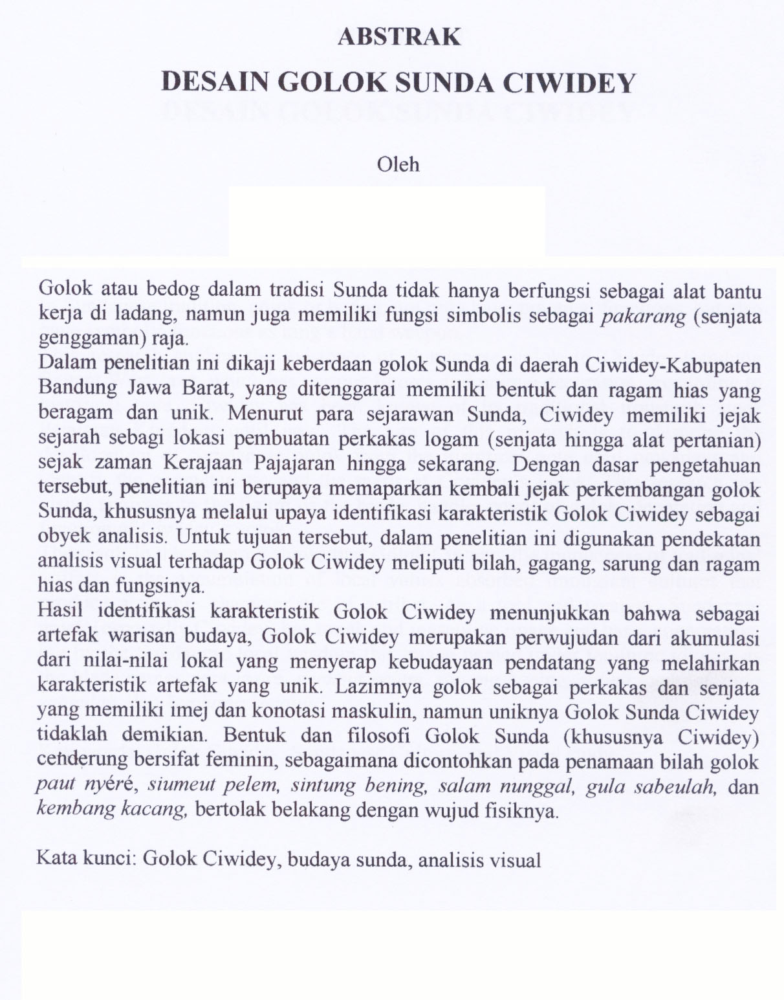 ABSTRAK
DESAIN GOLOK SUNDA CIWIDEY
Oleh
Golok atau bedog dalam tradisi Sunda tidak hanya berfungsi sebagai alat bantu
kerja di ladang, namun juga memiliki fungsi simbolis sebagai pakarang (senjata
genggaman) raja.
Dalam penelitian ini dikaji keberdaan golok Sunda di daerah Ciwidey-Kabupaten
Bandung Jawa Barat, yang ditenggarai memiliki bentuk dan ragam hias yang
beragam dan unik. Menurut para sejarawan Sunda, Ciwidey memiliki jejak
sejarah sebagi lokasi pembuatan perkakas logam (senjata hingga alat pertanian)
sejak zaman Kerajaan Pajajaran hingga sekarang. Dengan dasar pengetahuan
tersebut, penelitian ini berupaya memaparkan kembali jejak perkembangan golok
Sunda, khususnya melalui upaya identifikasi karakteristik Golok Ciwidey sebagai
obyek analisis. Untuk tujuan tersebut, dalam penelitian ini digunakan pendekatan
analisis visual terhadap Golok Ciwidey meliputi bilah, gagang, sarung dan ragam
hias dan fungsinya.
Hasil identifikasi karakteristik Golok Ciwidey menunjukkan bahwa sebagai
artefak warisan budaya, Golok Ciwidey merupakan perwujudan dari akumulasi
dari nilai-nilai lokal yang menyerap kebudayaan pendatang yang melahirkan
karakteristik artefak yang unik. Lazimnya golok sebagai perkakas dan senjata
yang memiliki imej dan konotasi maskulin, namun uniknya Golok Sunda Ciwidey
tidaklah demikian. Bentuk dan filosofi Golok Sunda (khususnya Ciwidey)
cenderung bersifat feminin, sebagaimana dicontohkan pada penamaan bilah golok
paut nyéré, siumeut pelem, sintung bening, salam nunggal, gula sabeulah, dan
kembang kacang, bertolak belakang dengan wujud fisiknya.
Kata kunci: Golok Ciwidey, budaya sunda, analisis visual